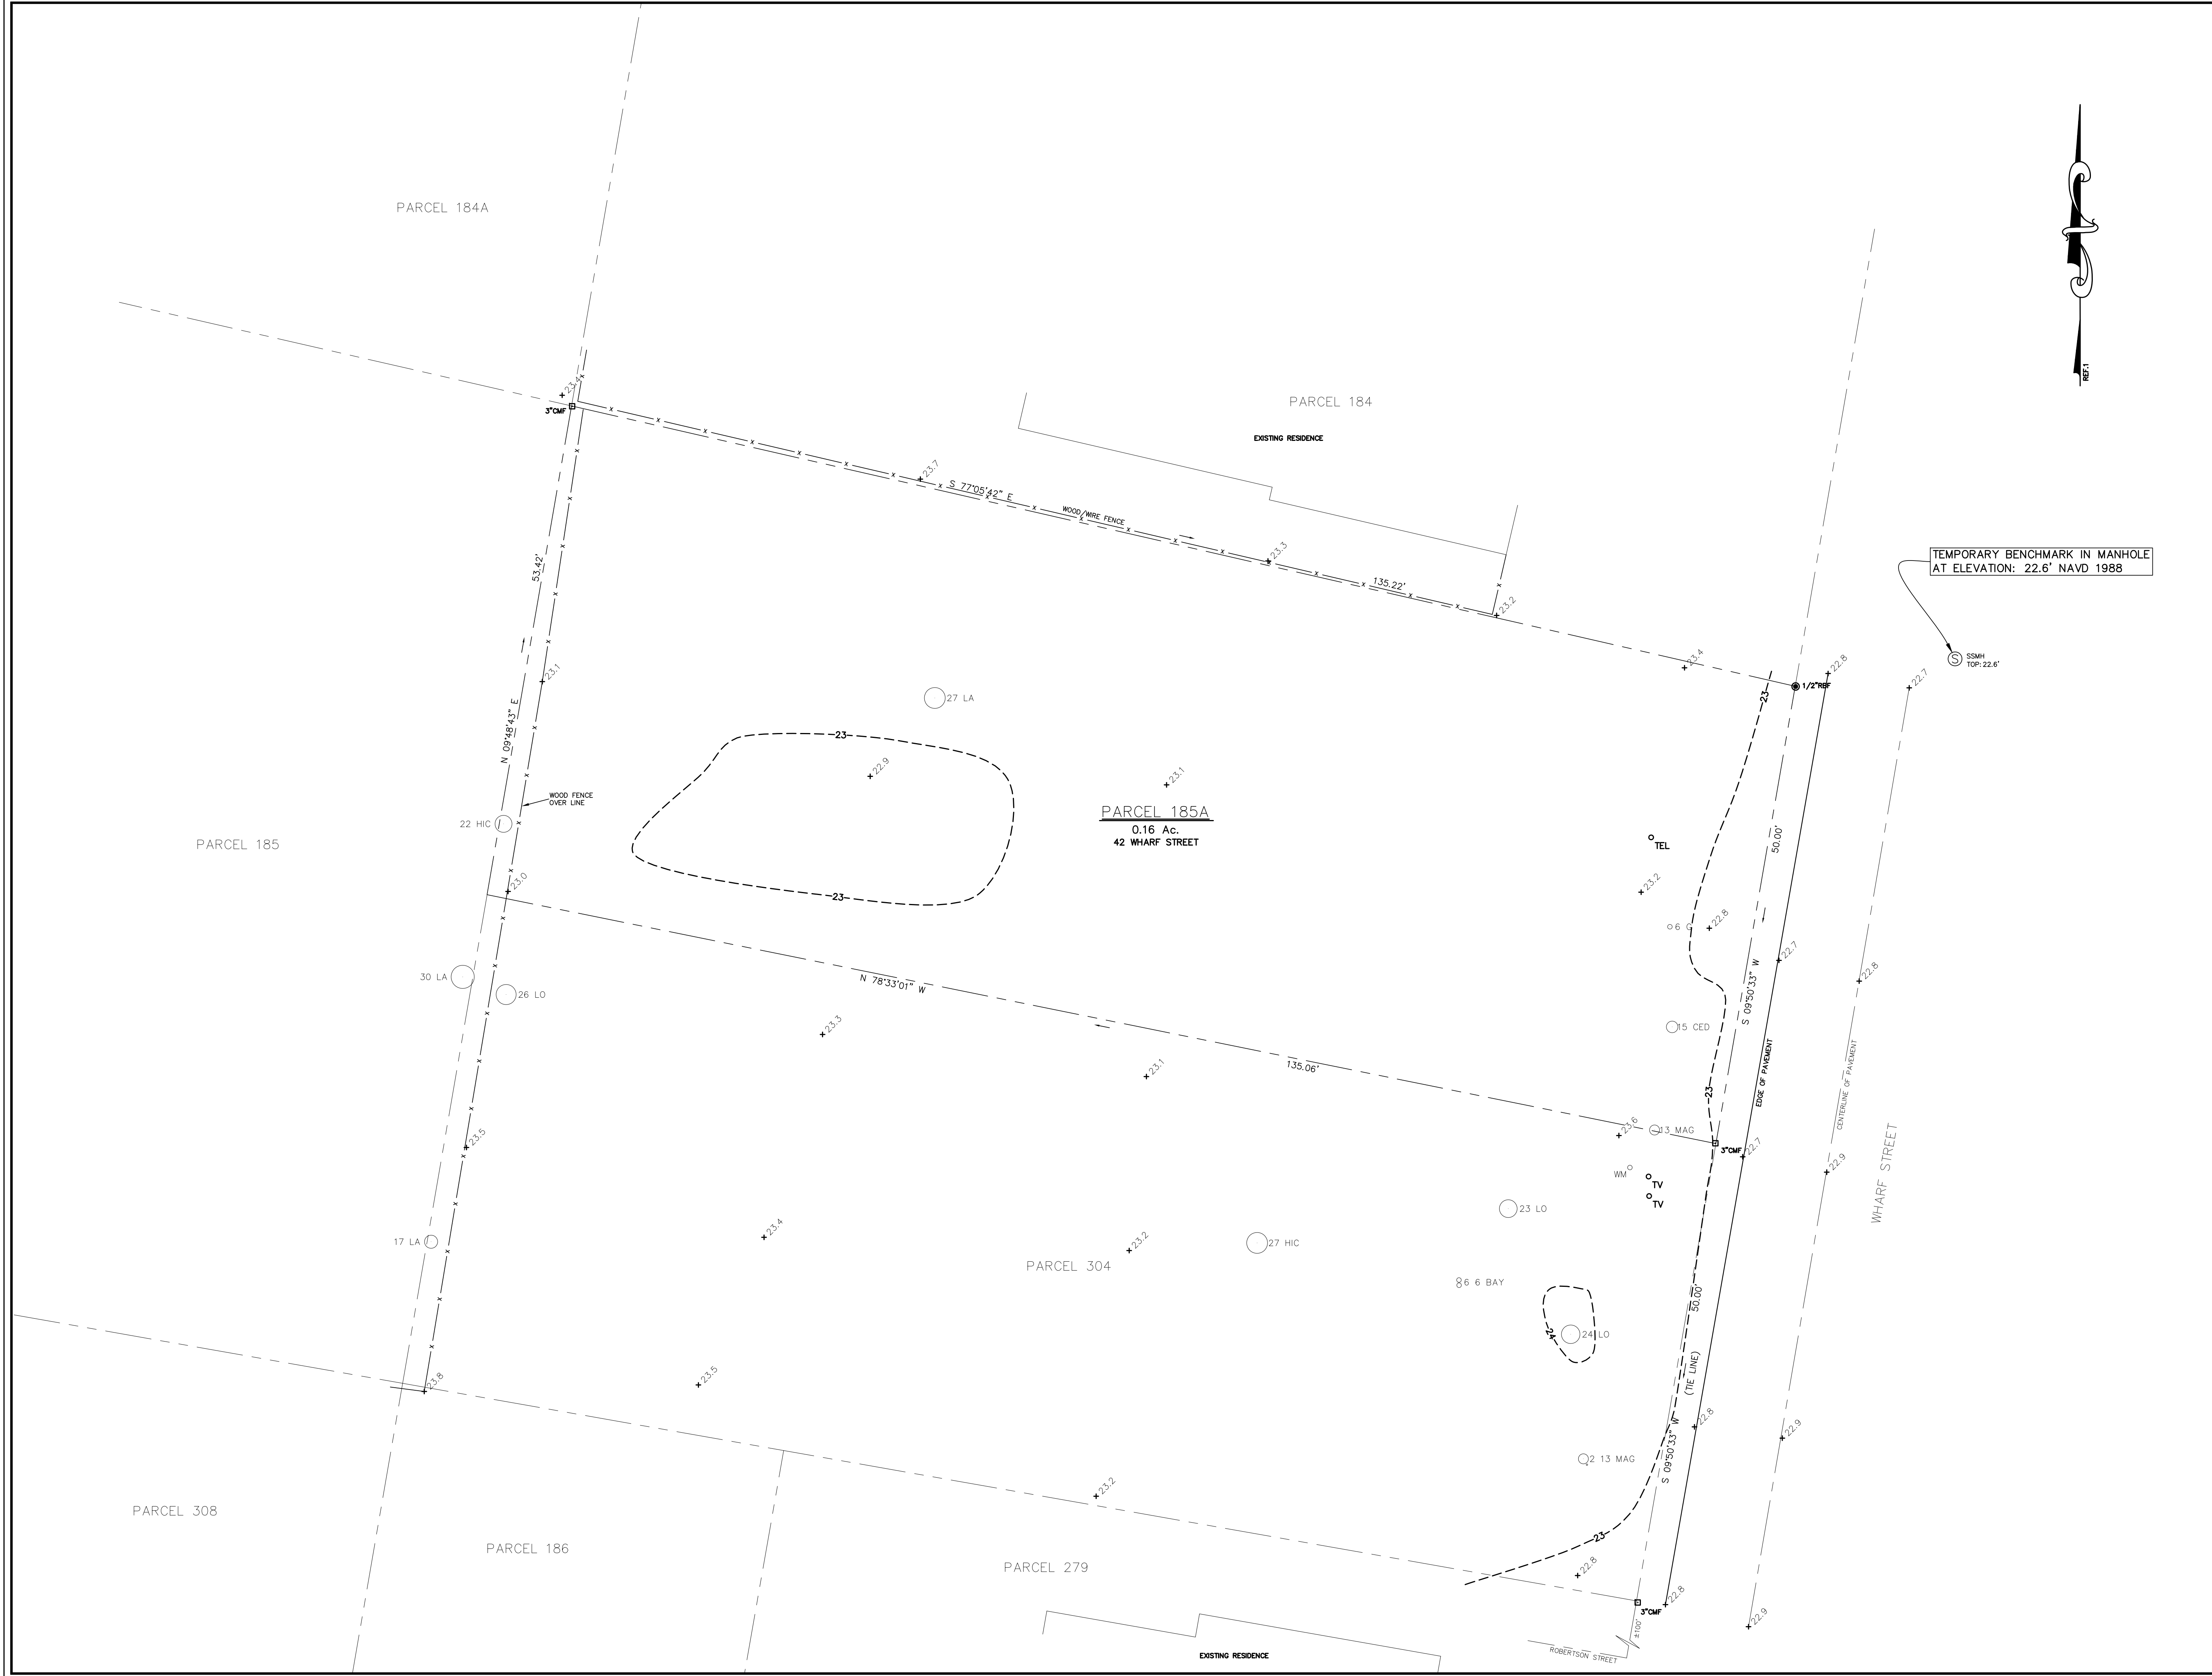 PARCEL 184A
REF.1
23.4
3"CMF
PARCEL 184
EXISTING RESIDENCE
23.7
S 77°05'42" E
WOOD/WIRE FENCE
23.3
135.22'
23.2
TEMPORARY BENCHMARK IN MANHOLE
AT ELEVATION: 22.6' NAVD 1988
53.42'
N 09°48'43" E
23.1
23.4
22.8
1/2"RBF
22.7
SSMH
TOP: 22.6'
23
27 LA
23
22.9
23.1
PARCEL 185A
0.16 Ac.
42 WHARF STREET
WOOD FENCE
OVER LINE
22 HIC
PARCEL 185
50.00'
TEL
23.0
23
23.2
6 G
22.8
22.7
S 09°50'33" W
22.8
30 LA
26 LO
N 78°33'01" W
23.3
15 CED
23.1
135.06'
EDGE OF PAVEMENT
CENTERLINE OF PAVEMENT
23
23.6
13 MAG
3"CMF
22.7
23.5
WM
TV
TV
22.9
WHARF STREET
23 LO
17 LA
23.4
23.2
27 HIC
PARCEL 304
6 6 BAY
50.00'
24
24 LO
(TIE LINE)
23.8
23.5
22.8
S 09°50'33" W
22.9
2 13 MAG
23.2
PARCEL 308
PARCEL 186
PARCEL 279
23
22.8
22.8
3"CMF
22.9
±100'
ROBERTSON STREET
EXISTING RESIDENCE